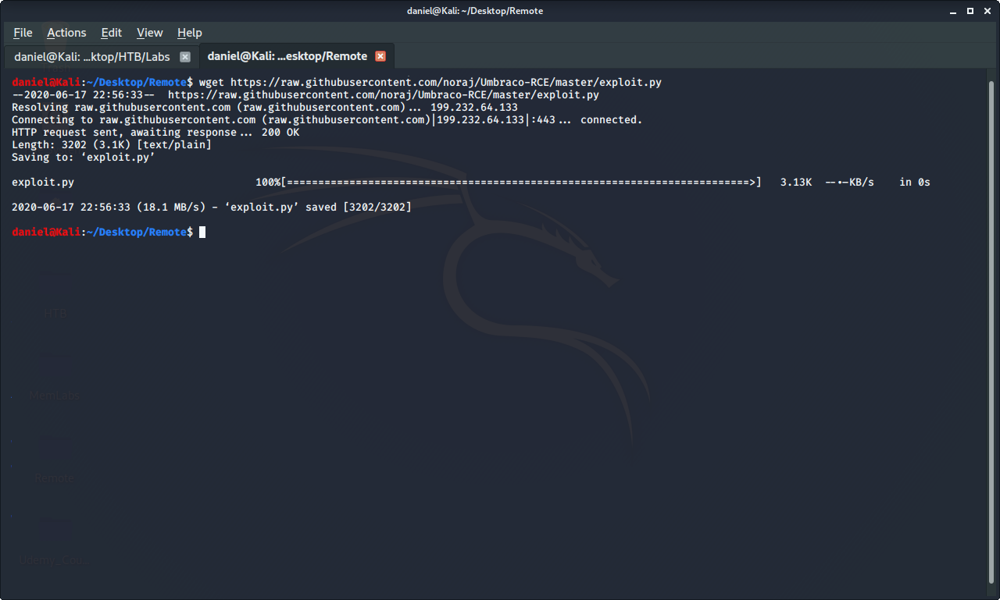 daniel@Kali: ~/Desktop/Remote
File Actions Edit View Help
daniel@Kali: ...ktop/HTB/Labs daniel@Kali: ...esktop/Remote
daniel@Kali:~/Desktop/Remote$ wget https://raw.githubusercontent.com/noraj/Umbraco-RCE/master/exploit.py
--2020-06-17 22:56:33-- https://raw.githubusercontent.com/noraj/Umbraco-RCE/master/exploit.py
Resolving raw.githubusercontent.com (raw.githubusercontent.com)... 199.232.64.133
Connecting to raw.githubusercontent.com (raw.githubusercontent.com)|199.232.64.133|:443... connected.
HTTP request sent, awaiting response... 200 OK
Length: 3202 (3.1K) [text/plain]
Saving to: ‘exploit.py’
exploit.py 100%[==========================================================================>] 3.13K --•-KB/s in 0s
2020-06-17 22:56:33 (18.1 MB/s) - ‘exploit.py’ saved [3202/3202]
daniel@Kali:~/Desktop/Remote$
HTB
MemLabs
Remote
Udemy_Cou...